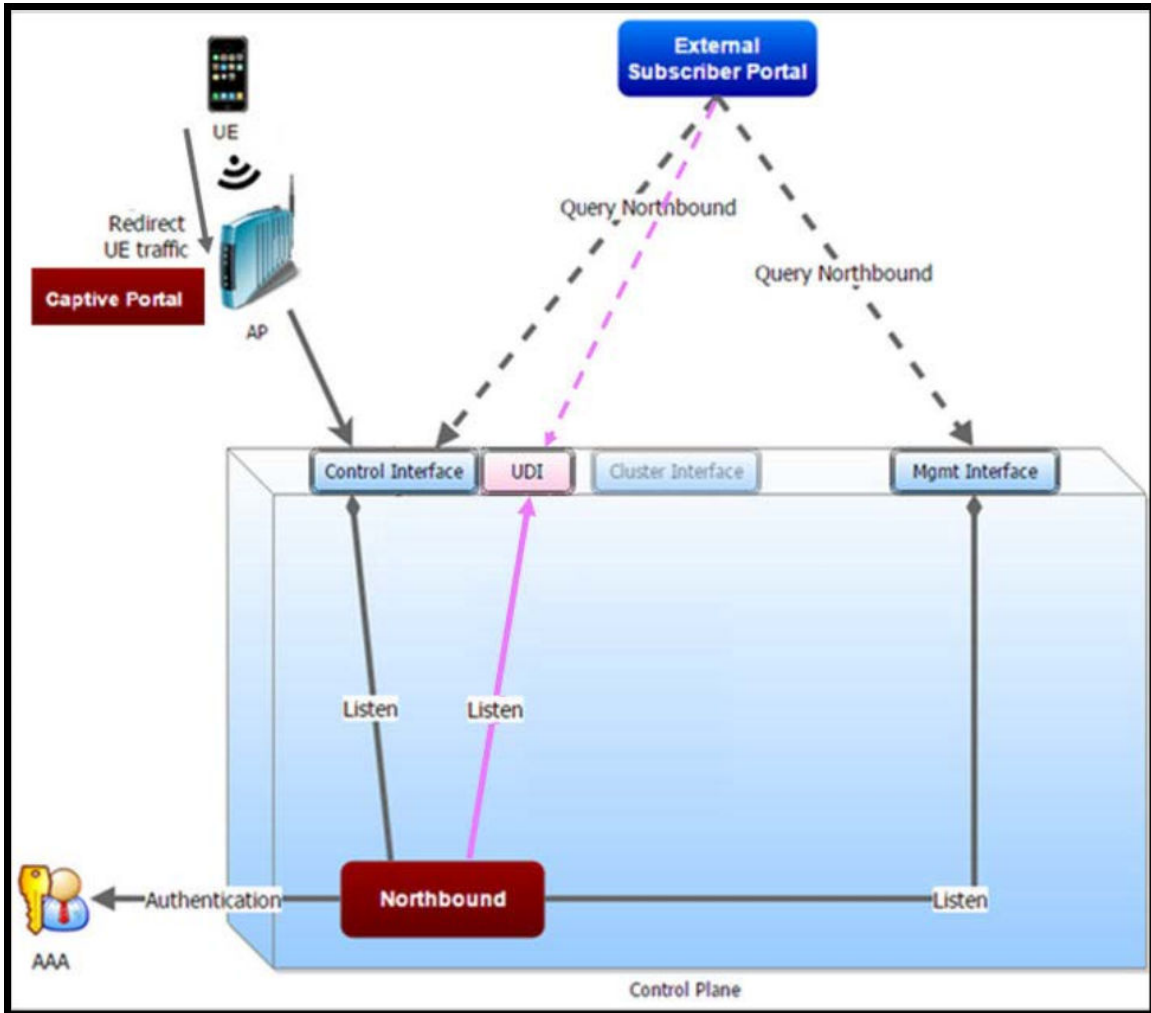 External
Subscriber Portal
UE
Redirect
UE traffic
Captive Portal
AP
Query Northbound
Query Northbound
Control Interface
UDI
Cluster Interface
Mgmt Interface
Listen
Listen
Northbound
Authentication
Listen
AAA
Control Plane